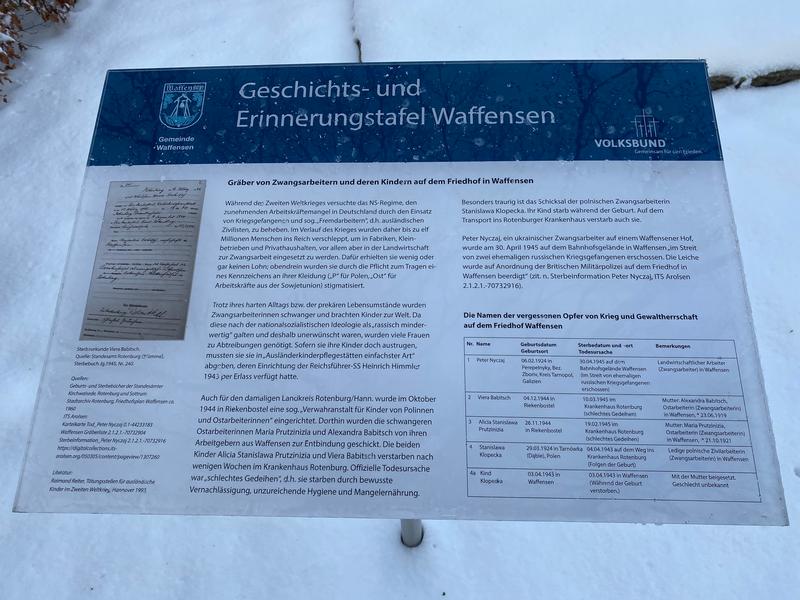 Waffensen
Gemeinde
Waffensen
Geschichts- und
Erinnerungstafel Waffensen
VOLKSBUND
Gemeinsam für den Frieden.
Gräber von Zwangsarbeitern und deren Kindern auf dem Friedhof in Waffensen
Während des Zweiten Weltkrieges versuchte das NS-Regime, den
zunehmenden Arbeitskräftemangel in Deutschland durch den Einsatz
von Kriegsgefangenen und sog. „Fremdarbeitern", d.h. ausländischen
Zivilisten, zu beheben. Im Verlauf des Krieges wurden daher bis zu elf
Millionen Menschen ins Reich verschleppt, um in Fabriken, Klein-
betrieben und Privathaushalten, vor allem aber in der Landwirtschaft
zur Zwangsarbeit eingesetzt zu werden. Dafür erhielten sie wenig oder
gar keinen Lohn; obendrein wurden sie durch die Pflicht zum Tragen ei-
nes Kennzeichens an ihrer Kleidung („P" für Polen, „Ost" für
Arbeitskräfte aus der Sowjetunion) stigmatisiert.
Trotz ihres harten Alltags bzw. der prekären Lebensumstände wurden
Zwangsarbeiterinnen schwanger und brachten Kinder zur Welt. Da
diese nach der nationalsozialistischen Ideologie als „rassisch minder-
wertig" galten und deshalb unerwünscht waren, wurden viele Frauen
zu Abtreibungen genötigt. Sofern sie ihre Kinder doch austrugen,
mussten sie sie in „Ausländerkinderpflegestätten einfachster Art"
abgeben, deren Einrichtung der Reichsführer-SS Heinrich Himmler
1943 per Erlass verfügt hatte.
Auch für den damaligen Landkreis Rotenburg/Hann. wurde im Oktober
1944 in Riekenbostel eine sog. „Verwahranstalt für Kinder von Polinnen
und Ostarbeiterinnen" eingerichtet. Dorthin wurden die schwangeren
Ostarbeiterinnen Maria Prutzinizia und Alexandra Babitsch von ihren
Arbeitgebern aus Waffensen zur Entbindung geschickt. Die beiden
Kinder Alicia Stanislawa Prutzinizia und Viera Babitsch verstarben nach
wenigen Wochen im Krankenhaus Rotenburg. Offizielle Todesursache
war „schlechtes Gedeihen", d.h. sie starben durch bewusste
Vernachlässigung, unzureichende Hygiene und Mangelernährung.
Besonders traurig ist das Schicksal der polnischen Zwangsarbeiterin
Stanislawa Klopecka. Ihr Kind starb während der Geburt. Auf dem
Transport ins Rotenburger Krankenhaus verstarb auch sie.
Peter Nyczaj, ein ukrainischer Zwangsarbeiter auf einem Waffensener Hof,
wurde am 30. April 1945 auf dem Bahnhofsgelände in Waffensen „im Streit
von zwei ehemaligen russischen Kriegsgefangenen erschossen. Die Leiche
wurde auf Anordnung der Britischen Militärpolizei auf dem Friedhof in
Waffensen beerdigt" (zit. n. Sterbeinformation Peter Nyczaj, ITS Arolsen
2.1.2.1.-70732916).
Die Namen der vergessenen Opfer von Krieg und Gewaltherrschaft
auf dem Friedhof Waffensen
Nr. Name Geburtsdatum Geburtsort Sterbedatum und -ort Todesursache Bemerkungen
1 Peter Nyczaj 06.02.1924 in Perepelnyky, Bez. Zboriv, Kreis Tarnopol, Galizien 30.04.1945 auf dem Bahnhofsgelände Waffensen (im Streit von ehemaligen russischen Kriegsgefangenen erschossen) Landwirtschaftlicher Arbeiter (Zwangsarbeiter) in Waffensen
2 Viera Babitsch 04.12.1944 in Riekenbostel 10.03.1945 im Krankenhaus Rotenburg (schlechtes Gedeihen) Mutter: Alexandra Babitsch, Ostarbeiterin (Zwangsarbeiterin) in Waffensen, * 23.06.1919
3 Alicia Stanislawa Prutzinizia 26.11.1944 in Riekenbostel 19.02.1945 im Krankenhaus Rotenburg (schlechtes Gedeihen) Mutter: Maria Prutzinizia, Ostarbeiterin (Zwangsarbeiterin) in Waffensen, * 21.10.1921
4 Stanislawa Klopecka 29.03.1924 in Tarnówka (Dąbie), Polen 04.04.1943 auf dem Weg ins Krankenhaus Rotenburg (Folgen der Geburt) Ledige polnische Zivilarbeiterin (Zwangsarbeiterin) in Waffensen
4a Kind Klopecka 03.04.1943 in Waffensen 03.04.1943 in Waffensen (Während der Geburt verstorben.) Mit der Mutter beigesetzt. Geschlecht unbekannt
Sterbeurkunde Viera Babitsch.
Quelle: Standesamt Rotenburg (Wümme),
Sterbebuch Jg.1945, Nr. 240.
Quellen:
Geburts- und Sterbebücher der Standesämter
Kirchwalsede, Rotenburg und Sottrum
Stadtarchiv Rotenburg, Friedhofsplan Waffensen ca.
1960
ITS Arolsen:
Karteikarte Tod_Peter Nyczaj 0.1-44233183
Waffensen Gräberliste 2.1.2.1.-70732904
Sterbeinformation_Peter Nyczaj 2.1.2.1.-70732916
https://digitalcollections.its-
arolsen.org/050305/content/pageview/1307260
Literatur:
Raimond Reiter, Tötungsstätten für ausländische
Kinder im Zweiten Weltkrieg, Hannover 1993.